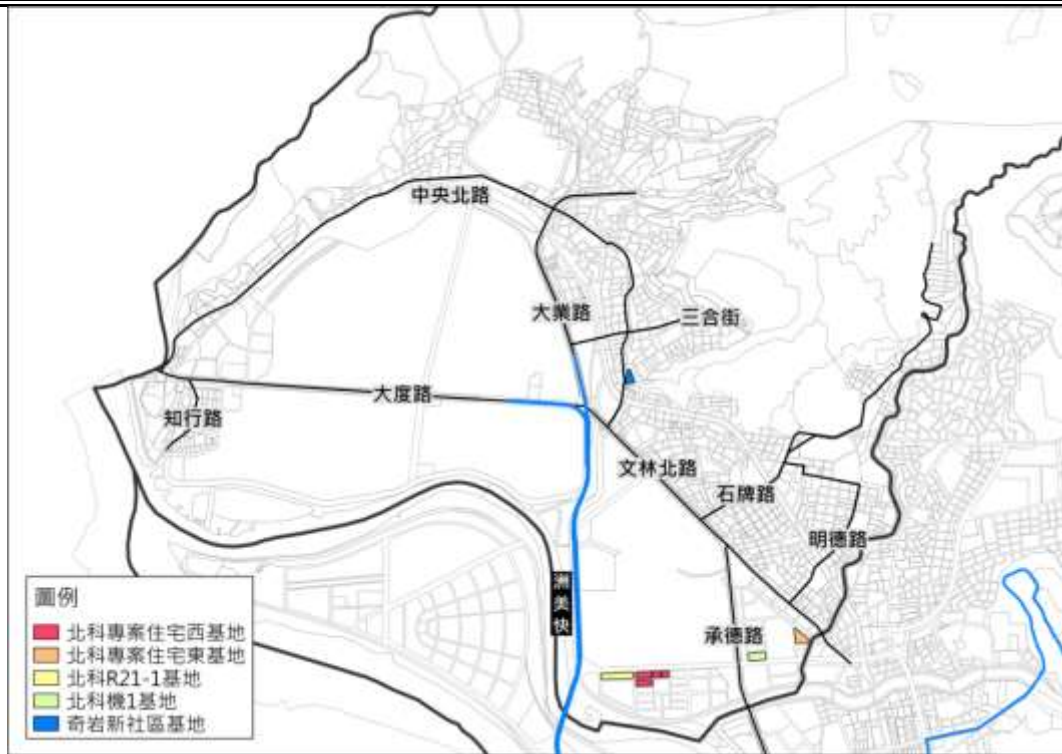 中央北路
大業路
三合街
大度路
知行路
文林北路
石牌路
明德路
洲美快
承德路
圖例
北科專案住宅西基地
北科專案住宅東基地
北科R21-1基地
北科機1基地
奇岩新社區基地